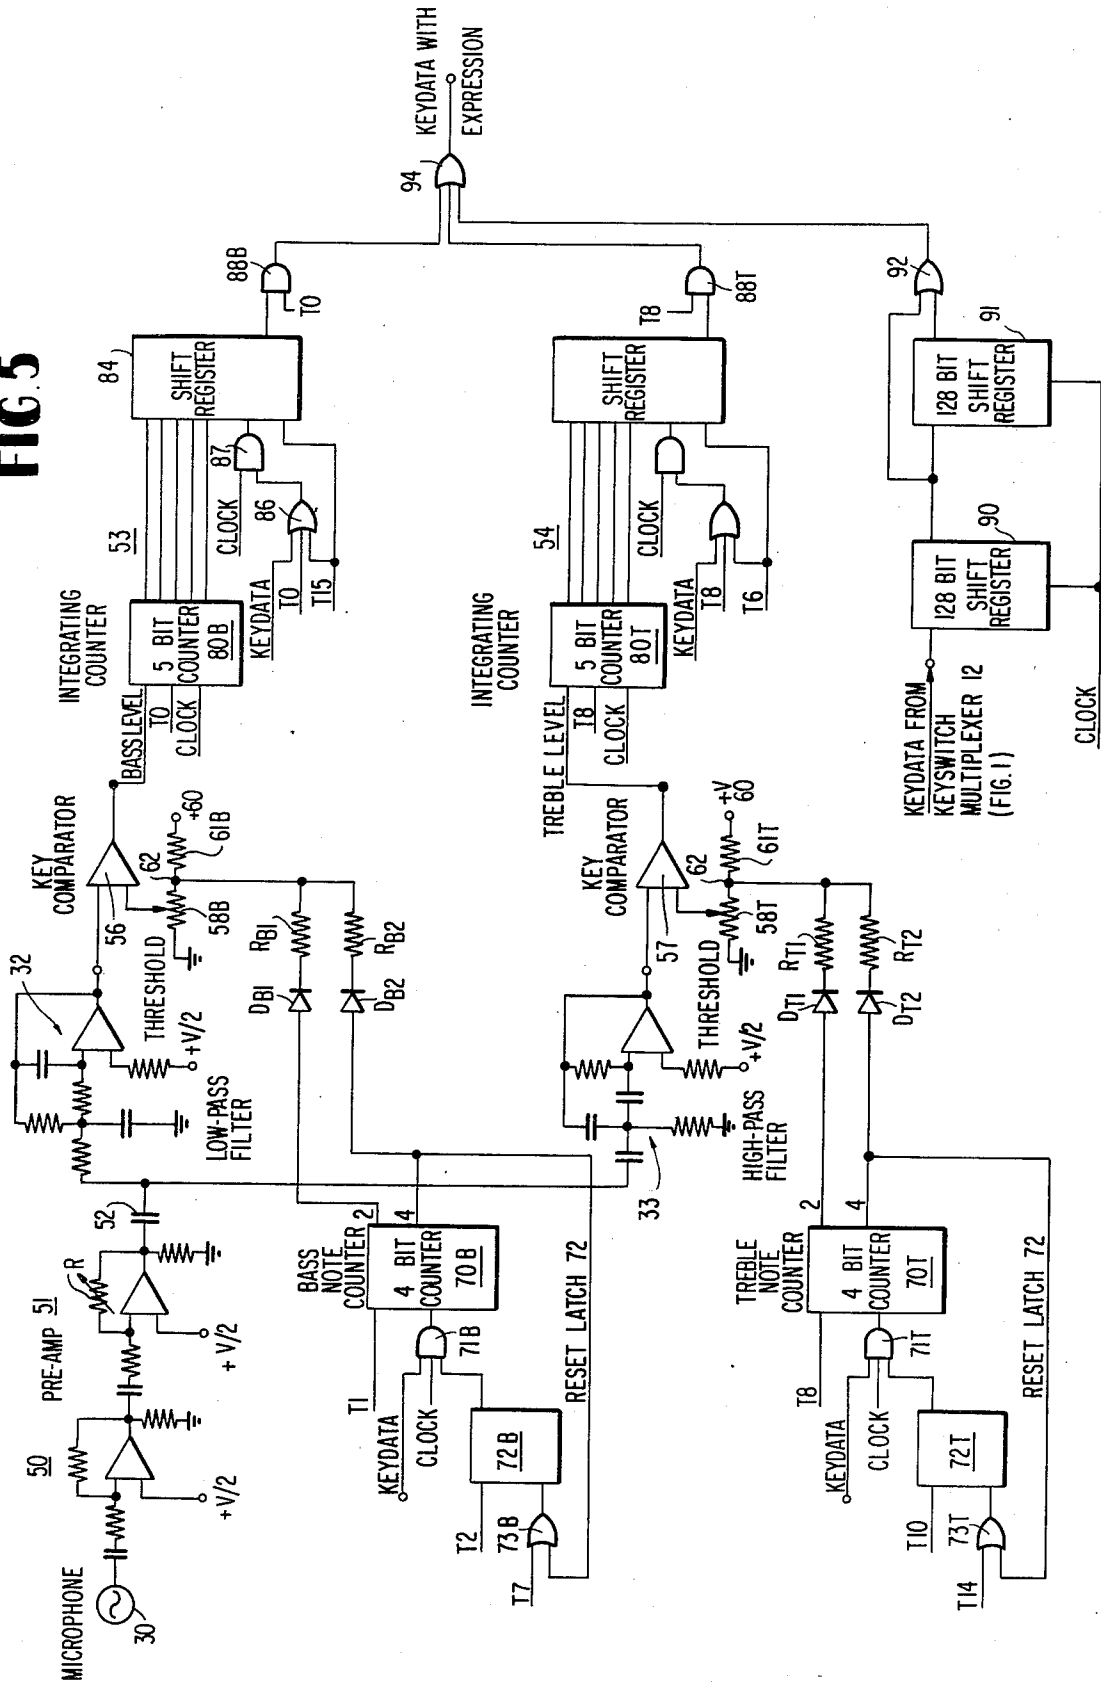 FIG. 5
MICROPHONE
30
50
+V/2
PRE-AMP 51
R
+V/2
52
LOW-PASS
FILTER
32
+V/2
THRESHOLD
KEY
COMPARATOR
56
58B
62
61B
+60
BASS LEVEL
T0
CLOCK
INTEGRATING
COUNTER
5 BIT
COUNTER
80B
53
84
SHIFT
REGISTER
KEYDATA
T0
T15
86
CLOCK
87
88B
T0
94
KEYDATA WITH
EXPRESSION
BASS
NOTE
COUNTER
2
4
4 BIT
COUNTER
70B
T1
KEYDATA
CLOCK
71B
72B
T2
T7
73B
RESET LATCH 72
DB1
RB1
DB2
RB2
33
HIGH-PASS
FILTER
+V/2
THRESHOLD
KEY
COMPARATOR
57
58T
62
61T
+V
60
TREBLE LEVEL
T8
CLOCK
INTEGRATING
COUNTER
5 BIT
COUNTER
80T
54
SHIFT
REGISTER
KEYDATA
T8
T6
CLOCK
T8
88T
TREBLE
NOTE
COUNTER
2
4
4 BIT
COUNTER
70T
T8
KEYDATA
CLOCK
71T
72T
T10
T14
73T
RESET LATCH 72
DT1
RT1
DT2
RT2
KEYDATA FROM
KEYSWITCH
MULTIPLEXER 12
(FIG. 1)
128 BIT
SHIFT
REGISTER
90
128 BIT
SHIFT
REGISTER
91
92
CLOCK